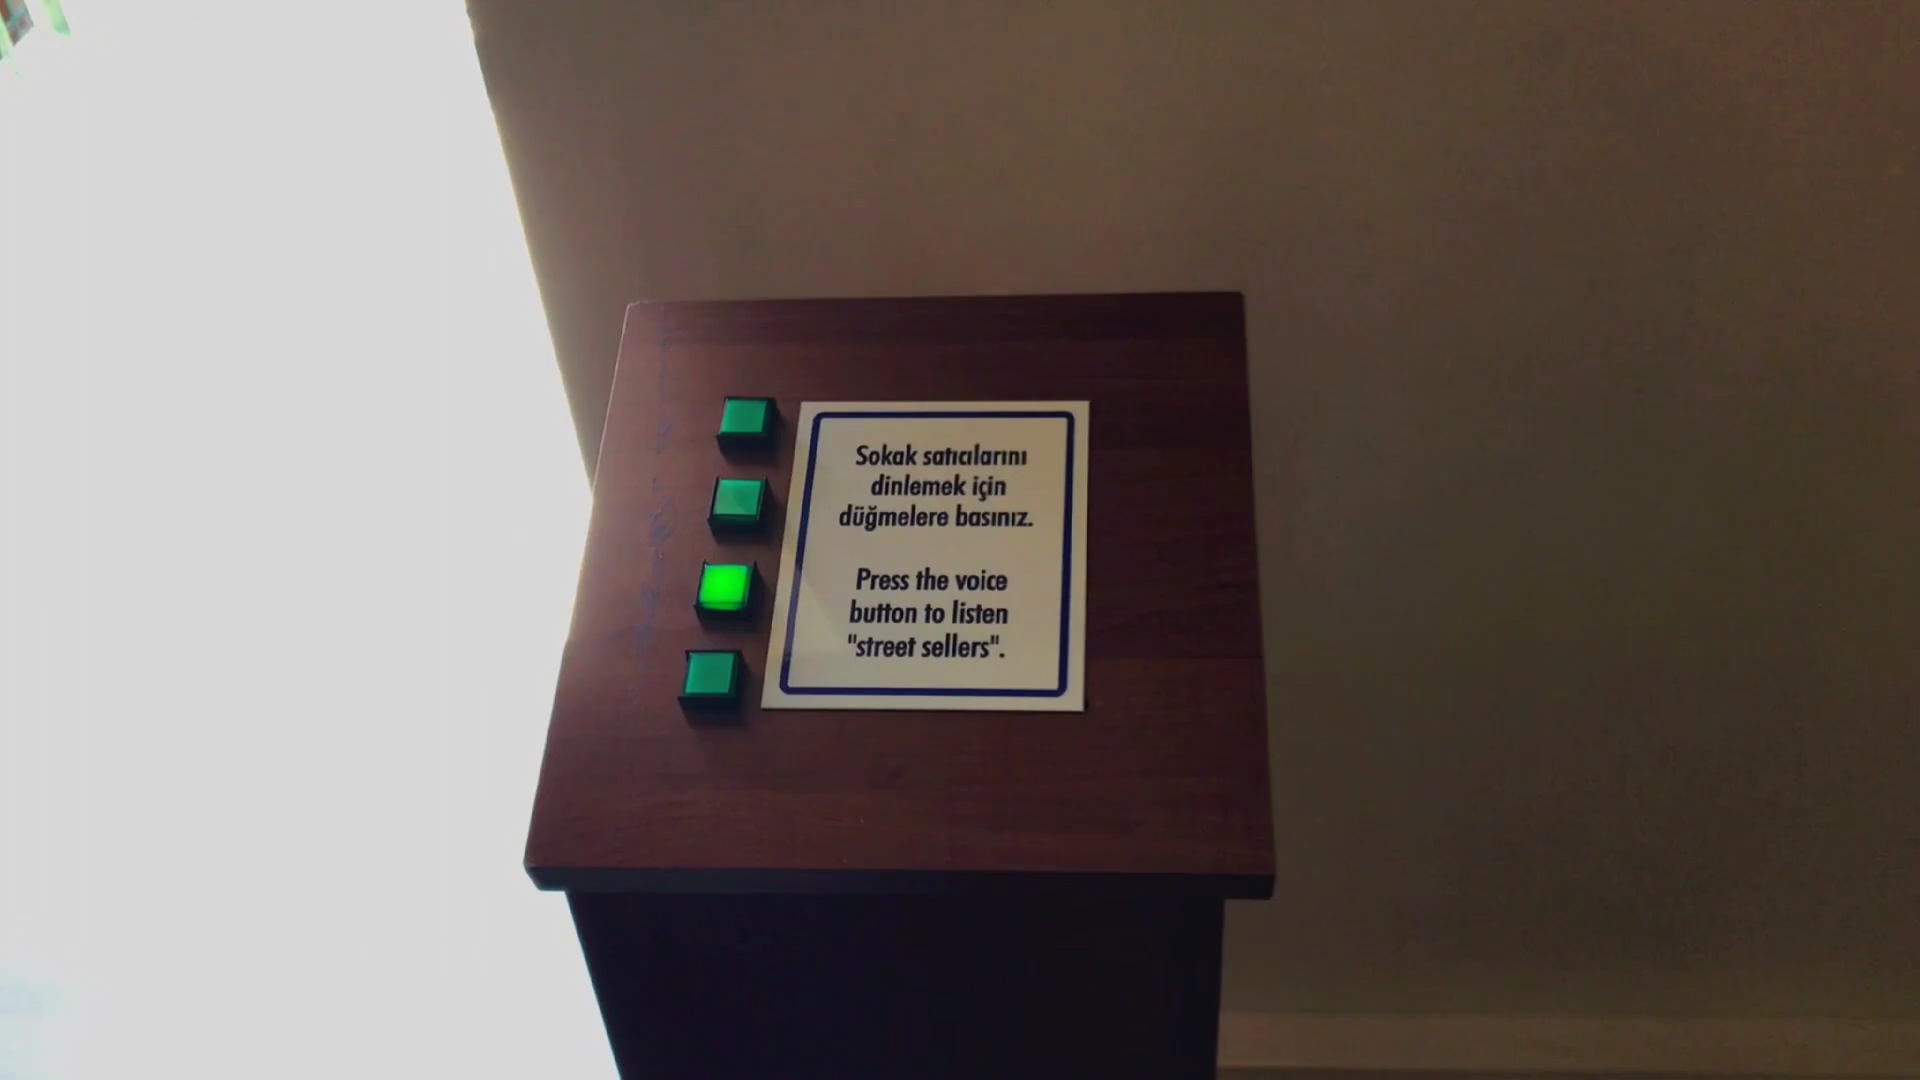 Sokak satıcılarını
dinlemek için
düğmelere basınız.
Press the voice
button to listen
"street sellers".